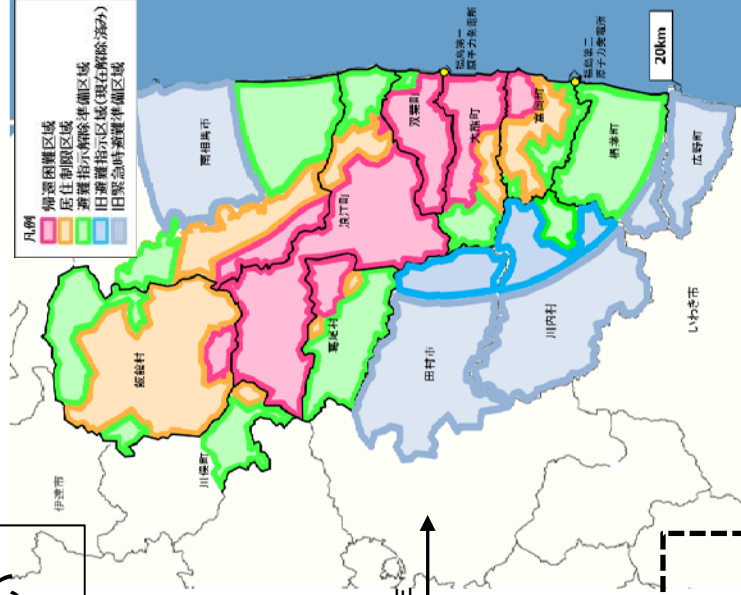 凡例
帰還困難区域
居住制限区域
避難指示解除準備区域
旧避難指示区域(現在解除済み)
旧緊急時避難準備区域
伊達市
川俣町
飯舘村
南相馬市
浪江町
葛尾村
双葉町
大熊町
富岡町
楢葉町
広野町
田村市
川内村
いわき市
福島第一
原子力発電所
福島第二
原子力発電所
20km